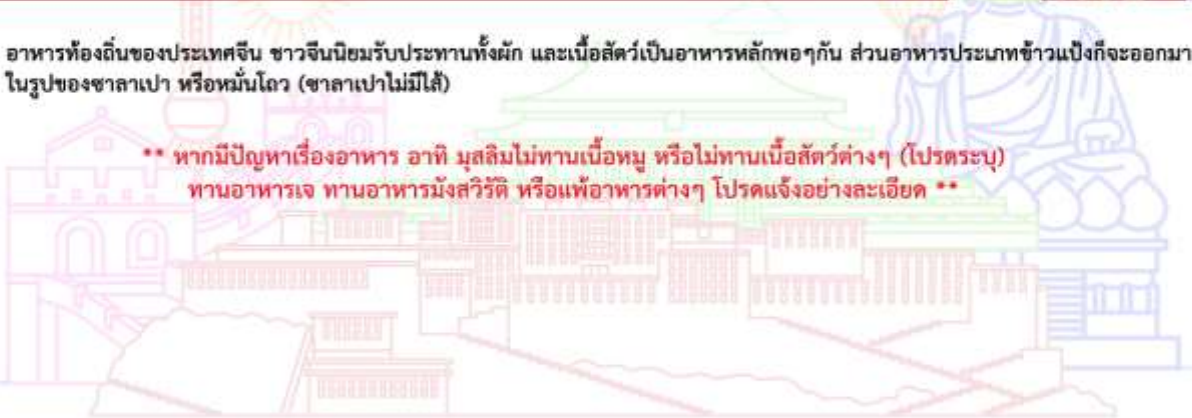 อาหารท้องถิ่นของประเทศจีน ชาวจีนนิยมรับประทานทั้งผัก และเนื้อสัตว์เป็นอาหารหลักพอๆกัน ส่วนอาหารประเภทข้าวแป้งก็จะออกมา
ในรูปของซาลาเปา หรือหมั่นโถว (ซาลาเปาไม่มีไส้)
** หากมีปัญหาเรื่องอาหาร อาทิ มุสลิมไม่ทานเนื้อหมู หรือไม่ทานเนื้อสัตว์ต่างๆ (โปรดระบุ)
ทานอาหารเจ ทานอาหารมังสวิรัติ หรือแพ้อาหารต่างๆ โปรดแจ้งอย่างละเอียด **